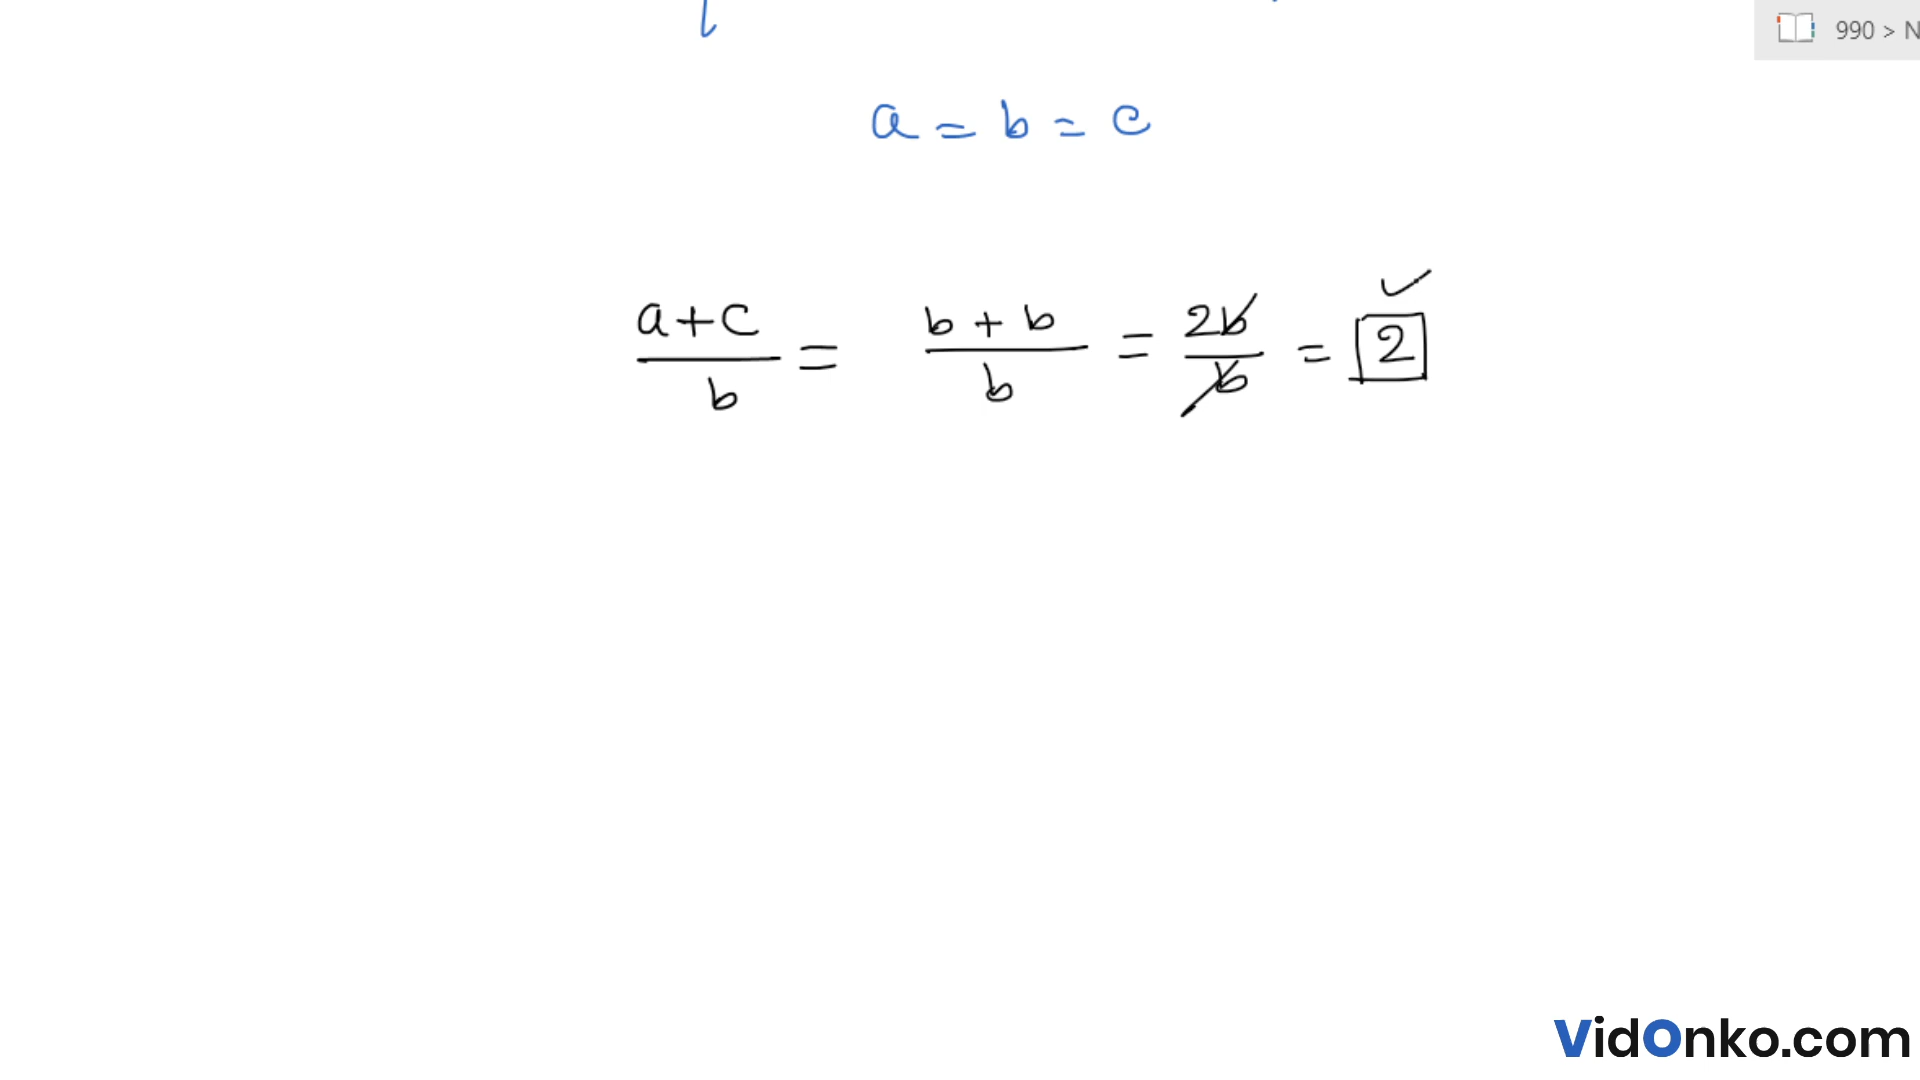 990 > N
a = b = c
a+c/b = b+b/b = 2b/b = 2
VidOnko.com